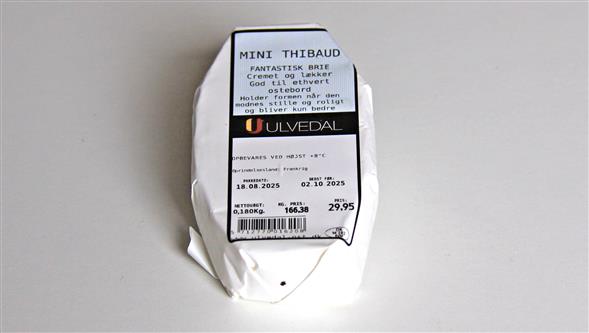 MINI THIBAUD
FANTASTISK BRIE
Cremet og lækker
God til ethvert
ostebord
Holder formen når den
modnes stille og roligt
og bliver kun bedre
ULVEDAL
OPBEVARES VED HØJST +8°C
Oprindelsesland: Frankrig
PAKKEDATO: BEDST FØR:
18.08.2025 02.10 2025
NETTOVÆGT: KG. PRIS: PRIS:
0,180Kg. 166.38 29.95